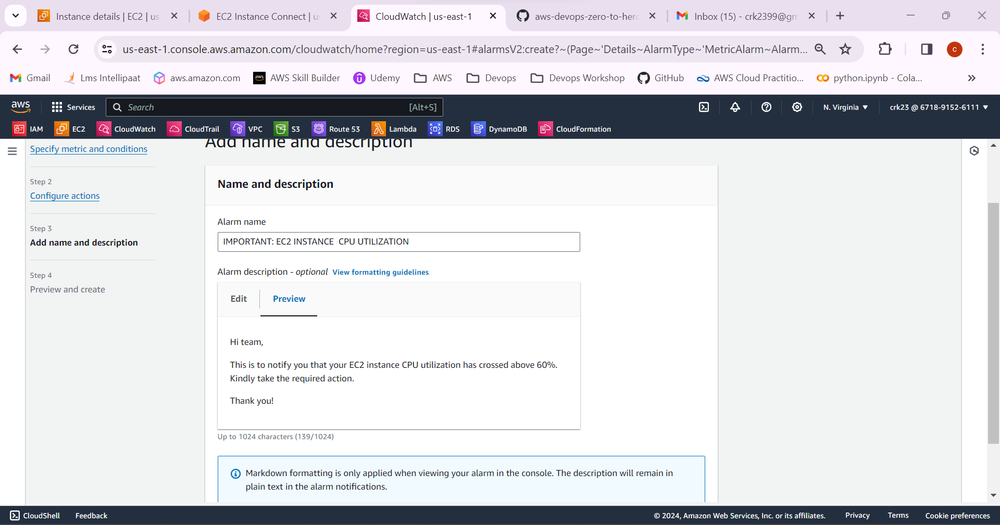 Instance details | EC2 | us
EC2 Instance Connect | u
CloudWatch | us-east-1
aws-devops-zero-to-herc
Inbox (15) - crk2399@gm
us-east-1.console.aws.amazon.com/cloudwatch/home?region=us-east-1#alarmsV2:create?~(Page~'Details~AlarmType~'MetricAlarm~Alarm...
C
Gmail
Lms Intellipaat
aws.amazon.com
aws
AWS Skill Builder
Udemy
AWS
Devops
Devops Workshop
GitHub
AWS Cloud Practitio...
python.ipynb - Cola...
aws
Services
Search
[Alt+S]
N. Virginia
crk23 @ 6718-9152-6111
IAM
EC2
CloudWatch
CloudTrail
VPC
S3
Route 53
Lambda
RDS
DynamoDB
CloudFormation
Specify metric and conditions
Step 2
Configure actions
Step 3
Add name and description
Step 4
Preview and create
Add name and description
Name and description
Alarm name
IMPORTANT: EC2 INSTANCE  CPU UTILIZATION
Alarm description - optional View formatting guidelines
Edit
Preview
Hi team,
This is to notify you that your EC2 instance CPU utilization has crossed above 60%.
Kindly take the required action.
Thank you!
Up to 1024 characters (139/1024)
Markdown formatting is only applied when viewing your alarm in the console. The description will remain in
plain text in the alarm notifications.
CloudShell
Feedback
© 2024, Amazon Web Services, Inc. or its affiliates.
Privacy
Terms
Cookie preferences